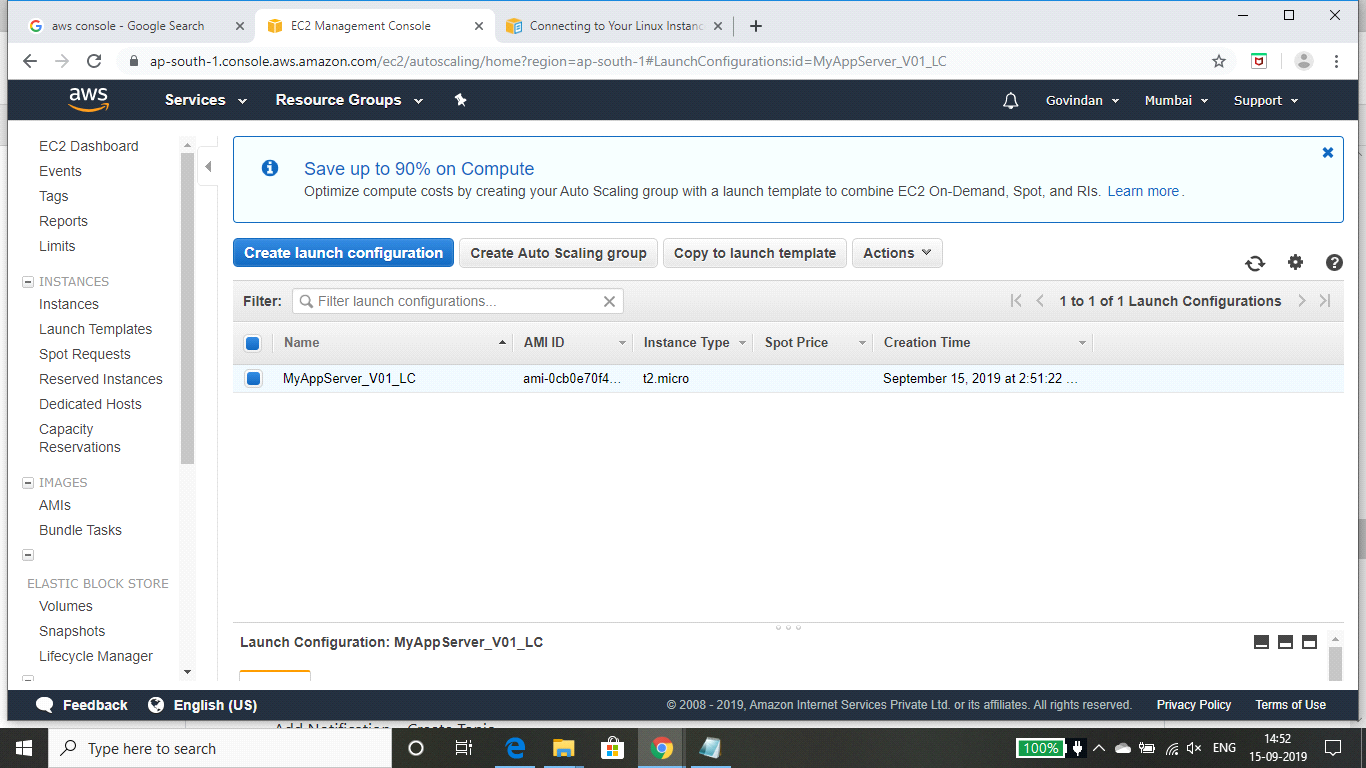 aws console - Google Search
EC2 Management Console
Connecting to Your Linux Instanc
ap-south-1.console.aws.amazon.com/ec2/autoscaling/home?region=ap-south-1#LaunchConfigurations:id=MyAppServer_V01_LC
aws
Services
Resource Groups
Govindan
Mumbai
Support
EC2 Dashboard
Events
Tags
Reports
Limits
INSTANCES
Instances
Launch Templates
Spot Requests
Reserved Instances
Dedicated Hosts
Capacity
Reservations
IMAGES
AMIs
Bundle Tasks
ELASTIC BLOCK STORE
Volumes
Snapshots
Lifecycle Manager
Save up to 90% on Compute
Optimize compute costs by creating your Auto Scaling group with a launch template to combine EC2 On-Demand, Spot, and RIs. Learn more .
Create launch configuration
Create Auto Scaling group
Copy to launch template
Actions
Filter: Filter launch configurations...
1 to 1 of 1 Launch Configurations
Name AMI ID Instance Type Spot Price Creation Time
MyAppServer_V01_LC ami-0cb0e70f4... t2.micro September 15, 2019 at 2:51:22 ...
Launch Configuration: MyAppServer_V01_LC
Feedback
English (US)
© 2008 - 2019, Amazon Internet Services Private Ltd. or its affiliates. All rights reserved.
Privacy Policy
Terms of Use
Type here to search
100%
ENG
14:52
15-09-2019